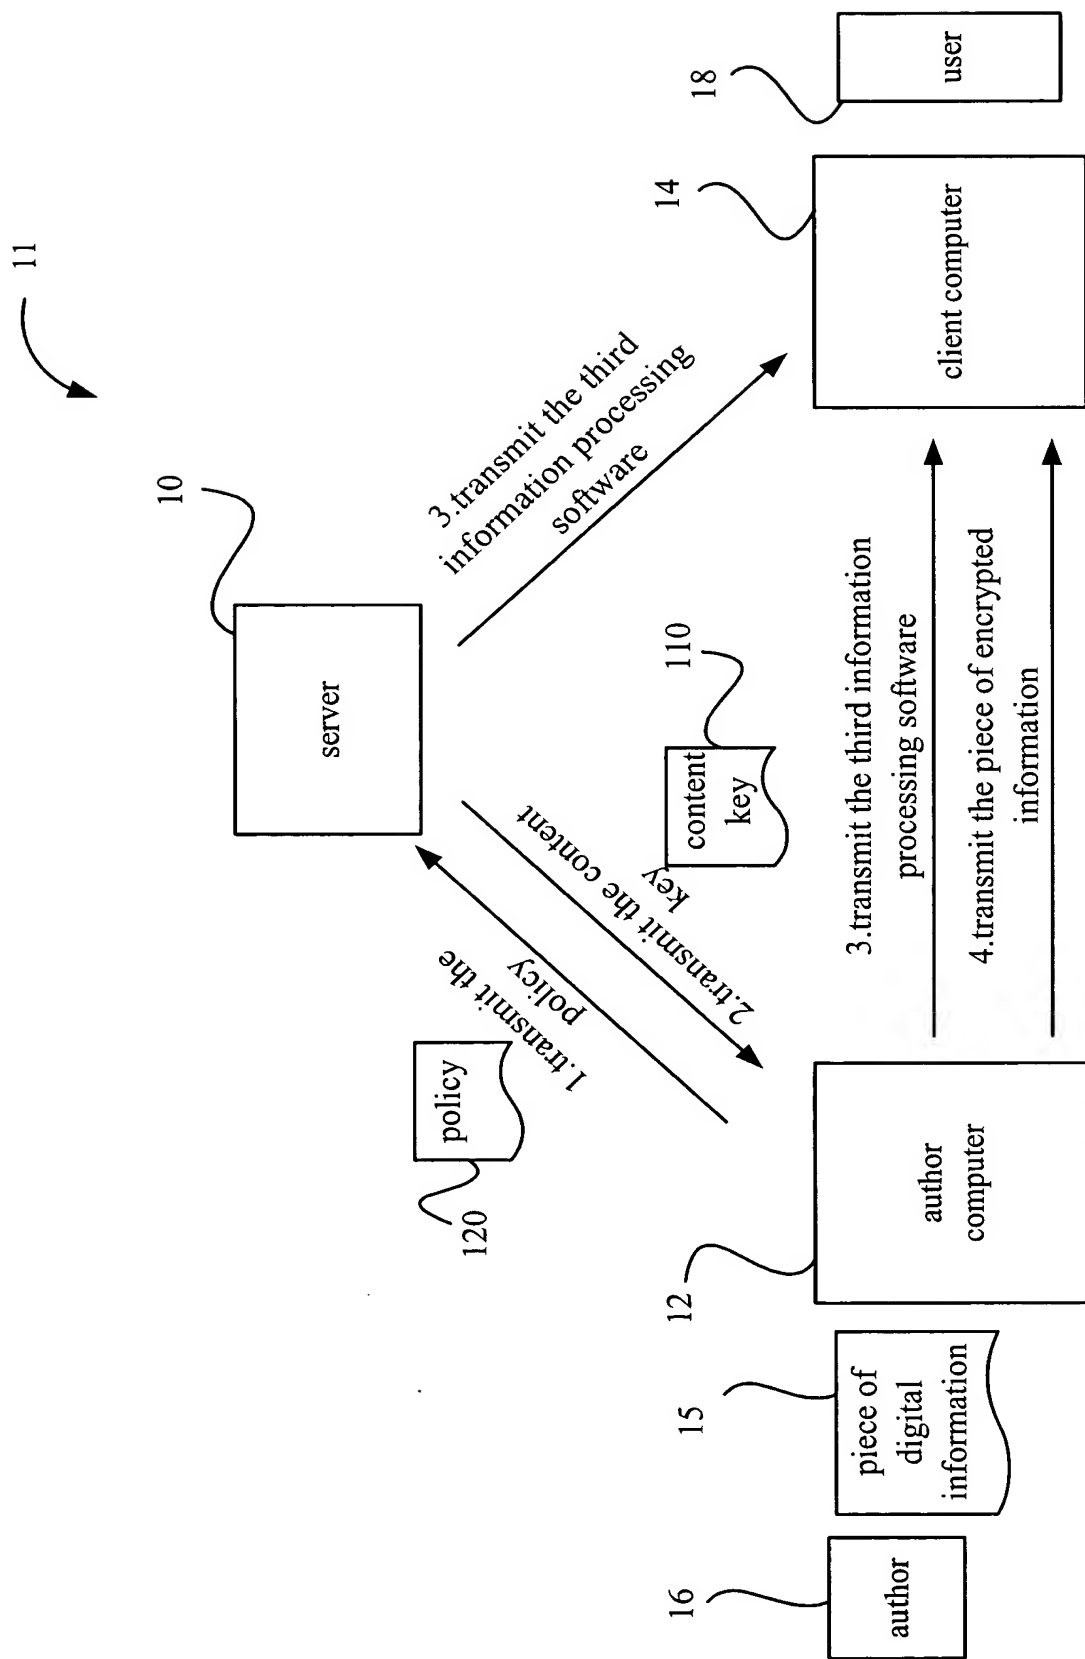 11
10
server
3.transmit the third
information processing
software
120
policy
1.transmit the
policy
2.transmit the content
key
content
key
110
3.transmit the third information
processing software
4.transmit the piece of encrypted
information
16
author
15
piece of
digital
information
12
author
computer
14
client computer
18
user